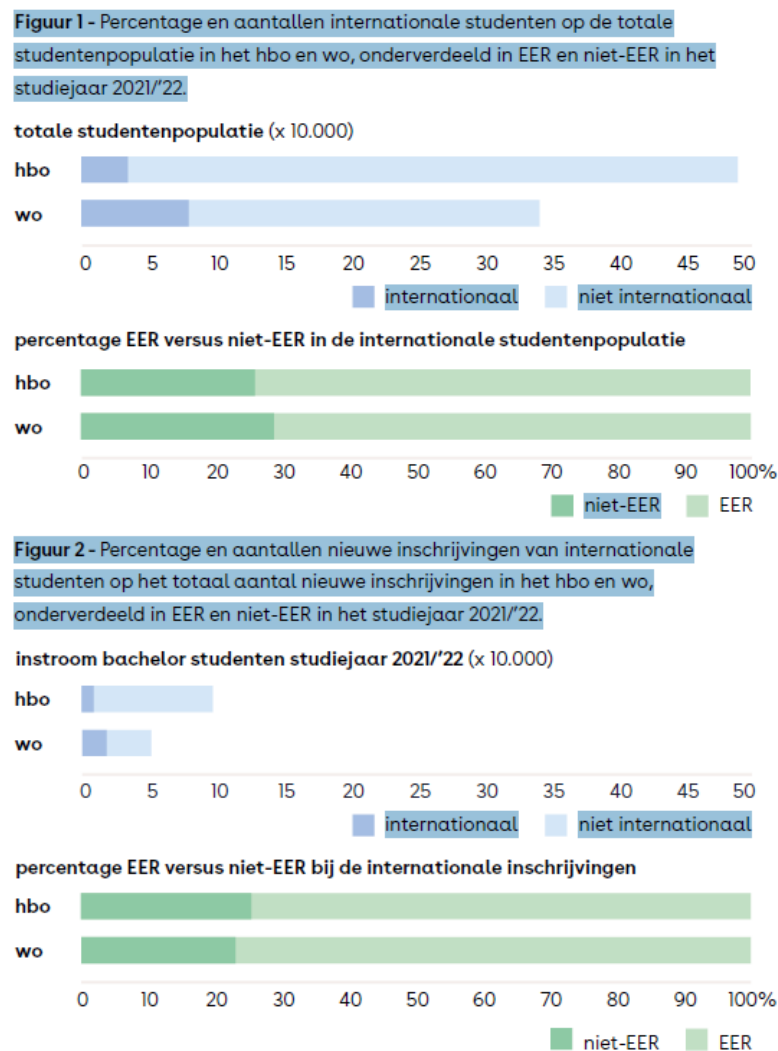 Figuur 1 - Percentage en aantallen internationale studenten op de totale
studentenpopulatie in het hbo en wo, onderverdeeld in EER en niet-EER in het
studiejaar 2021/'22.
totale studentenpopulatie (x 10.000)
hbo
wo
0 5 10 15 20 25 30 35 40 45 50
internationaal niet internationaal
percentage EER versus niet-EER in de internationale studentenpopulatie
hbo
wo
0 10 20 30 40 50 60 70 80 90 100%
niet-EER EER
Figuur 2 - Percentage en aantallen nieuwe inschrijvingen van internationale
studenten op het totaal aantal nieuwe inschrijvingen in het hbo en wo,
onderverdeeld in EER en niet-EER in het studiejaar 2021/'22.
instroom bachelor studenten studiejaar 2021/'22 (x 10.000)
hbo
wo
0 5 10 15 20 25 30 35 40 45 50
internationaal niet internationaal
percentage EER versus niet-EER bij de internationale inschrijvingen
hbo
wo
0 10 20 30 40 50 60 70 80 90 100%
niet-EER EER